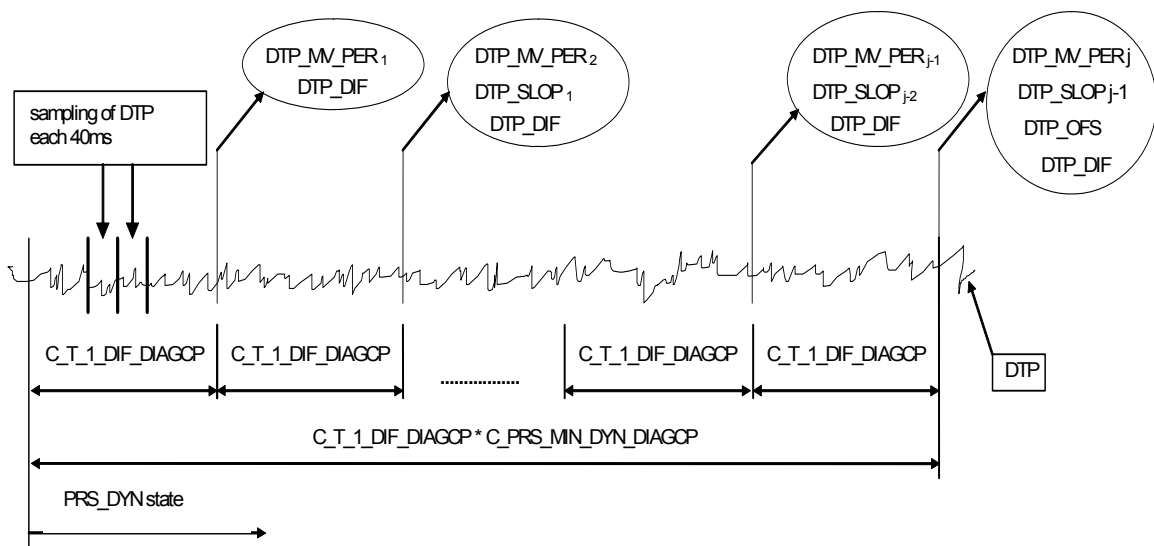 DTP_MV_PER1
DTP_DIF
DTP_MV_PER2
DTP_SLOP1
DTP_DIF
DTP_MV_PERj-1
DTP_SLOPj-2
DTP_DIF
DTP_MV_PERj
DTP_SLOPj-1
DTP_OFS
DTP_DIF
sampling of DTP
each 40ms
C_T_1_DIF_DIAGCP
C_T_1_DIF_DIAGCP
C_T_1_DIF_DIAGCP
C_T_1_DIF_DIAGCP
DTP
.................
C_T_1_DIF_DIAGCP * C_PRS_MIN_DYN_DIAGCP
PRS_DYN state